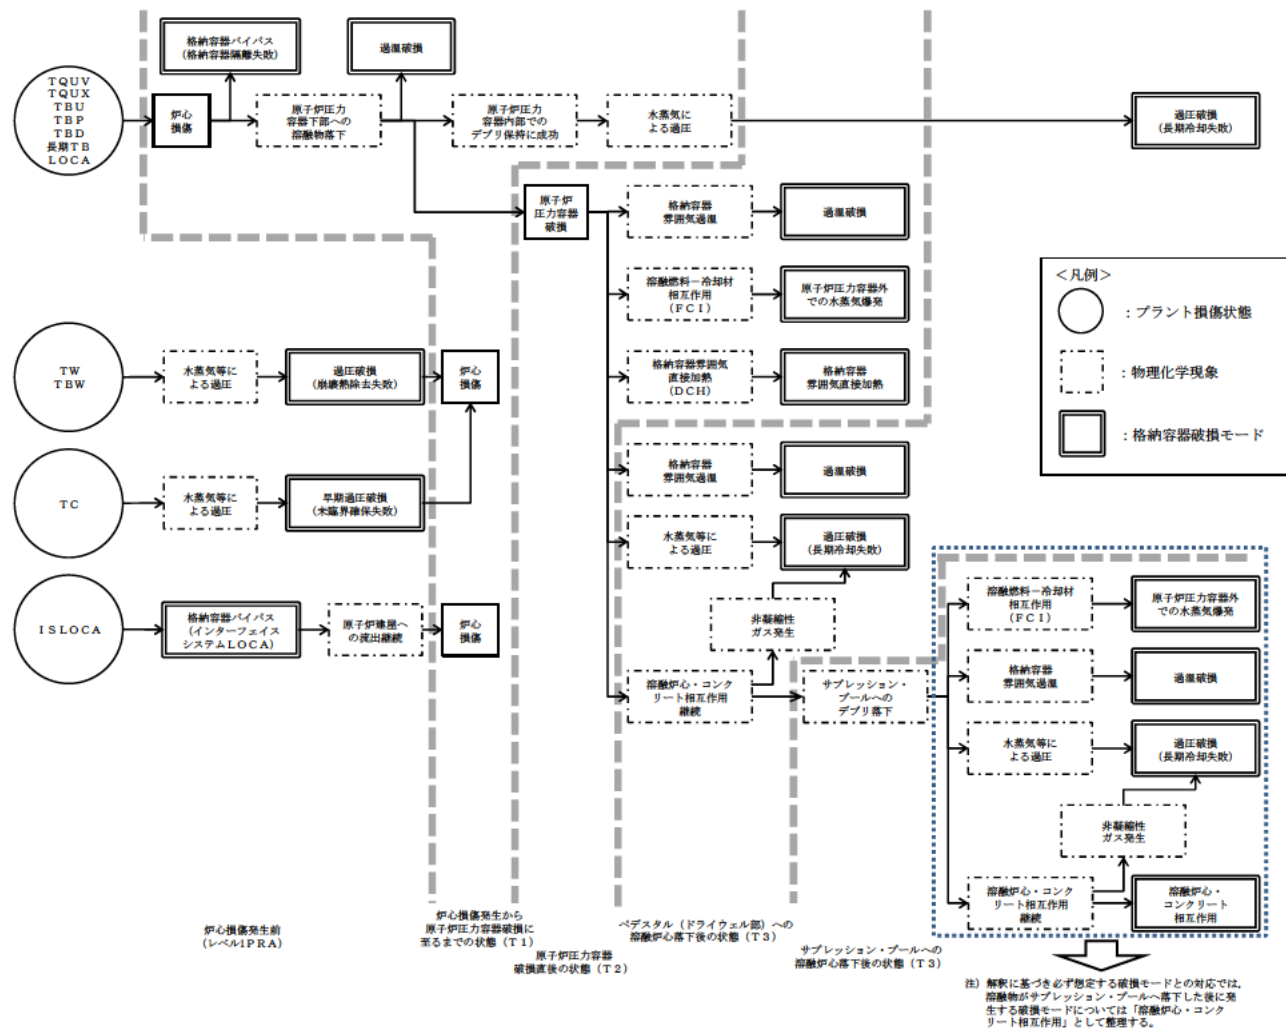 TQUV
TQUX
TBU
TBP
TBD
長期TB
LOCA
炉心
損傷
格納容器バイパス
(格納容器隔離失敗)
原子炉圧力
容器下部への
溶融物落下
過温破損
原子炉圧力
容器内部での
デブリ保持に成功
水蒸気に
よる過圧
過圧破損
(長期冷却失敗)
原子炉
圧力容器
破損
格納容器
雰囲気過温
過温破損
溶融燃料－冷却材
相互作用
(FCI)
原子炉圧力容器外
での水蒸気爆発
格納容器雰囲気
直接加熱
(DCH)
格納容器
雰囲気直接加熱
TW
TBW
水蒸気等に
よる過圧
過圧破損
(崩壊熱除去失敗)
炉心
損傷
TC
水蒸気等に
よる過圧
早期過圧破損
(未臨界確保失敗)
ISLOCA
格納容器バイパス
(インターフェイス
システムLOCA)
原子炉建屋へ
の流出継続
炉心
損傷
格納容器
雰囲気過温
過温破損
水蒸気等に
よる過圧
過圧破損
(長期冷却失敗)
非凝縮性
ガス発生
溶融炉心・コンク
リート相互作用
継続
サプレッション・
プールへの
デブリ落下
溶融燃料－冷却材
相互作用
(FCI)
原子炉圧力容器外
での水蒸気爆発
格納容器
雰囲気過温
過温破損
水蒸気等に
よる過圧
過圧破損
(長期冷却失敗)
非凝縮性
ガス発生
溶融炉心・コンク
リート相互作用
継続
溶融炉心・
コンクリート
相互作用
＜凡例＞
：プラント損傷状態
：物理化学現象
：格納容器破損モード
炉心損傷発生前
(レベル1PRA)
炉心損傷発生から
原子炉圧力容器破損に
至るまでの状態(T1)
原子炉圧力容器
破損直後の状態(T2)
ペデスタル(ドライウェル部)への
溶融炉心落下後の状態(T3)
サプレッション・プールへの
溶融炉心落下後の状態(T3)
注) 解釈に基づき必ず想定する破損モードとの対応では、
溶融物がサプレッション・プールへ落下した後に発
生する破損モードについては「溶融炉心・コンク
リート相互作用」として整理する。